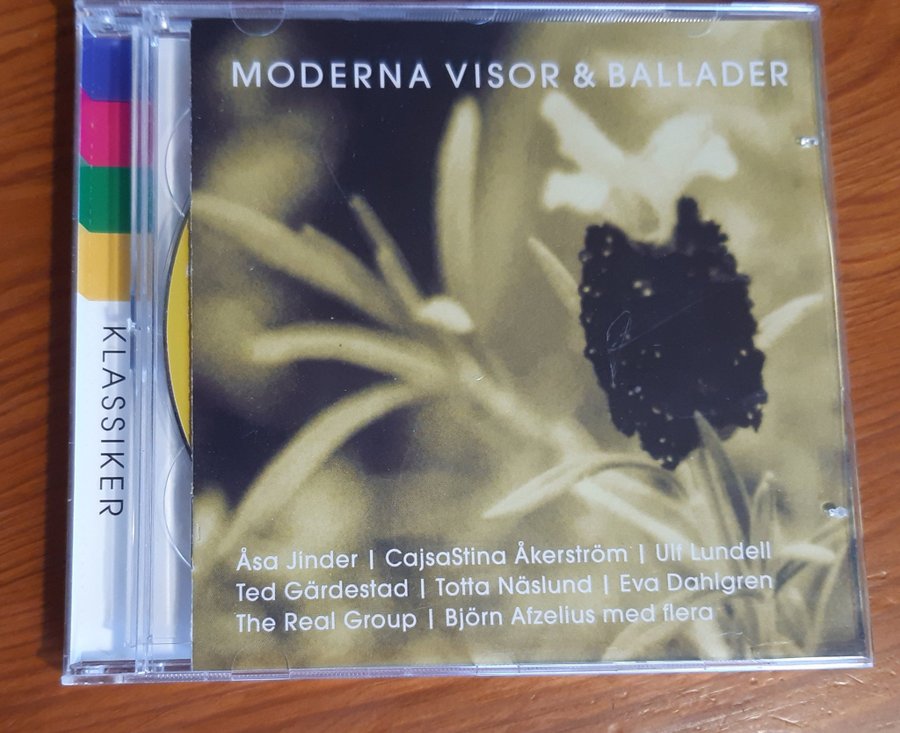 MODERNA VISOR & BALLADER
KLASSIKER
Åsa Jinder | CajsaStina Åkerström | Ulf Lundell
Ted Gärdestad | Totta Näslund | Eva Dahlgren
The Real Group | Björn Afzelius med flera